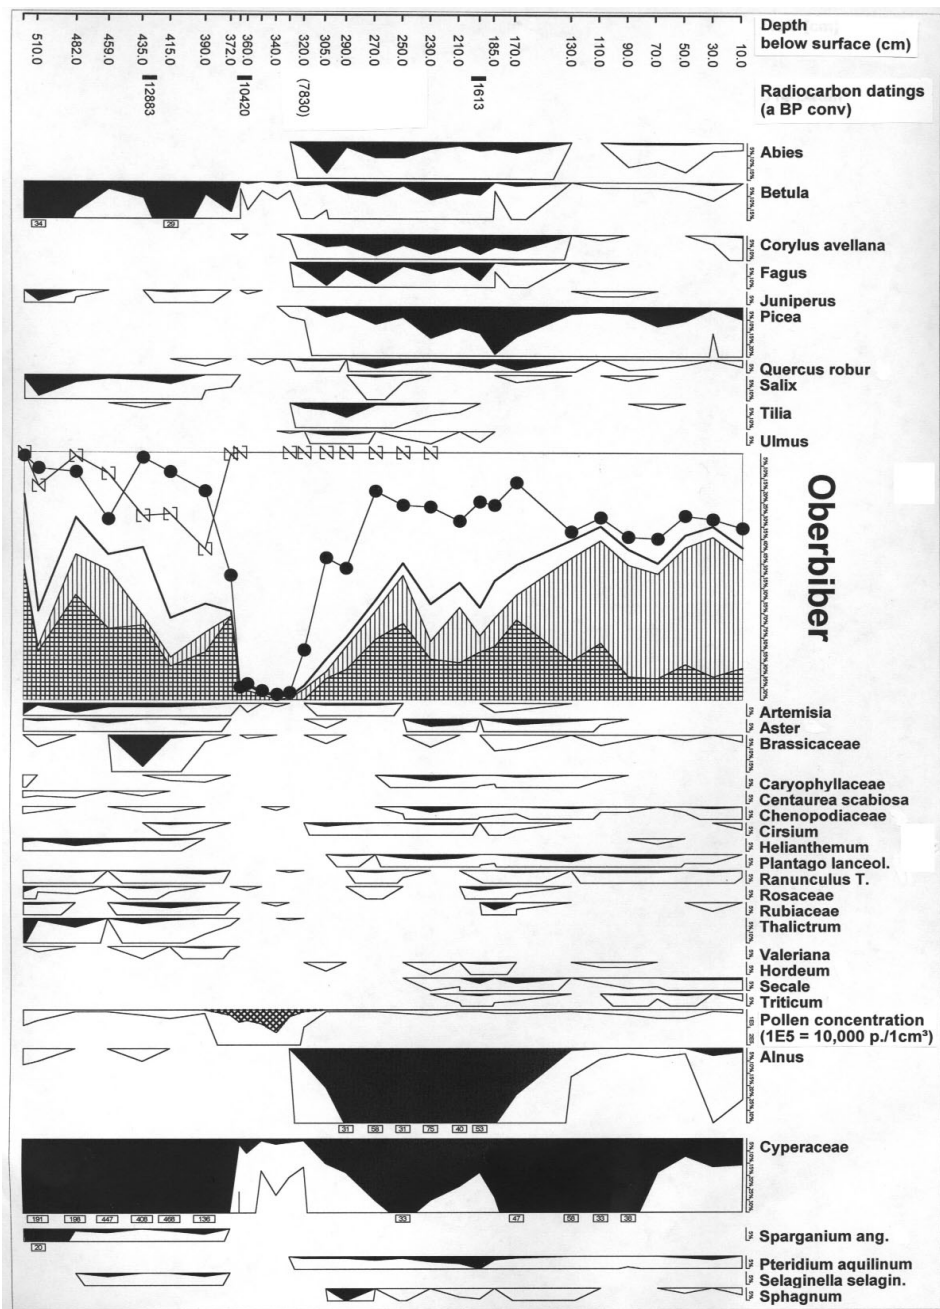 Depth
below surface (cm)
10.0
30.0
50.0
70.0
90.0
110.0
130.0
170.0
185.0
210.0
230.0
250.0
270.0
290.0
305.0
320.0
340.0
360.0
372.0
390.0
415.0
435.0
459.0
482.0
510.0
Radiocarbon datings
(a BP conv)
1613
(7830)
10420
12883
Abies
Betula
34
29
Corylus avellana
Fagus
Juniperus
Picea
Quercus robur
Salix
Tilia
Ulmus
Oberbiber
Artemisia
Aster
Brassicaceae
Caryophyllaceae
Centaurea scabiosa
Chenopodiaceae
Cirsium
Helianthemum
Plantago lanceol.
Ranunculus T.
Rosaceae
Rubiaceae
Thalictrum
Valeriana
Hordeum
Secale
Triticum
Pollen concentration
(1E5 = 10,000 p./1cm³)
Alnus
31
58
31
75
40
53
Cyperaceae
191
198
447
408
468
136
33
47
58
33
38
Sparganium ang.
20
Pteridium aquilinum
Selaginella selagin.
Sphagnum